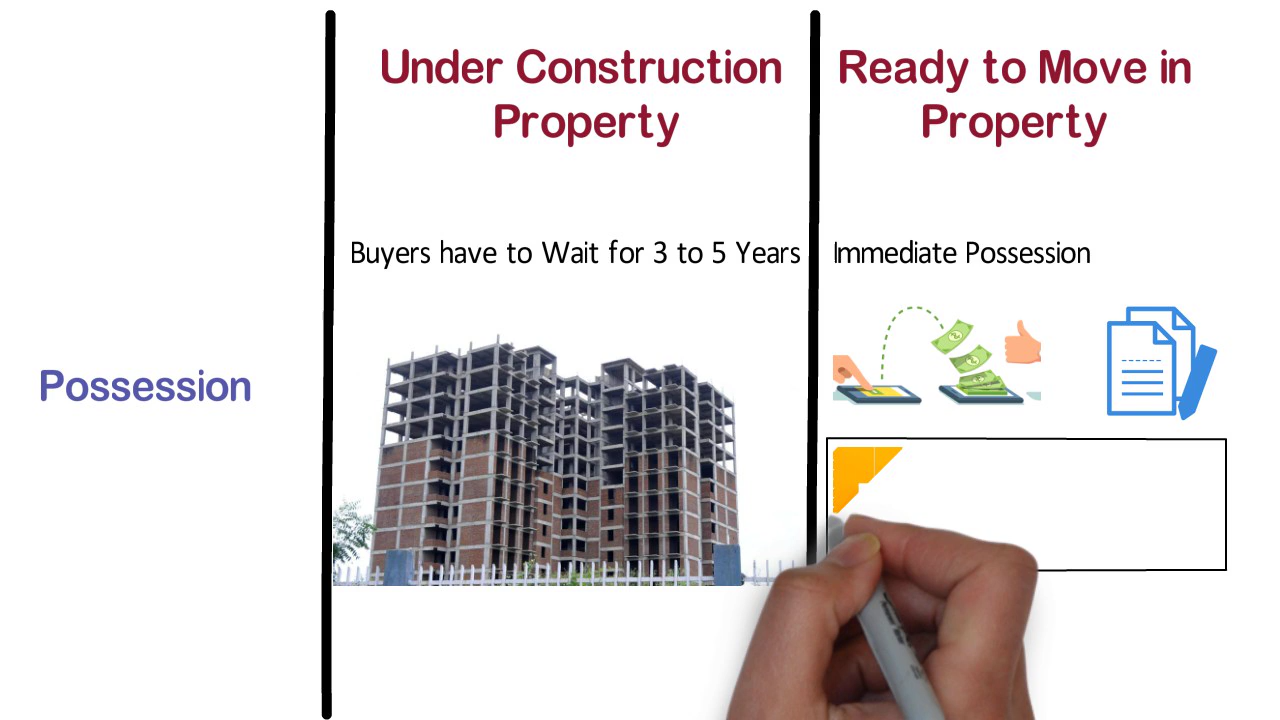 Under Construction
Property
Ready to Move in
Property
Buyers have to Wait for 3 to 5 Years
Immediate Possession
Possession